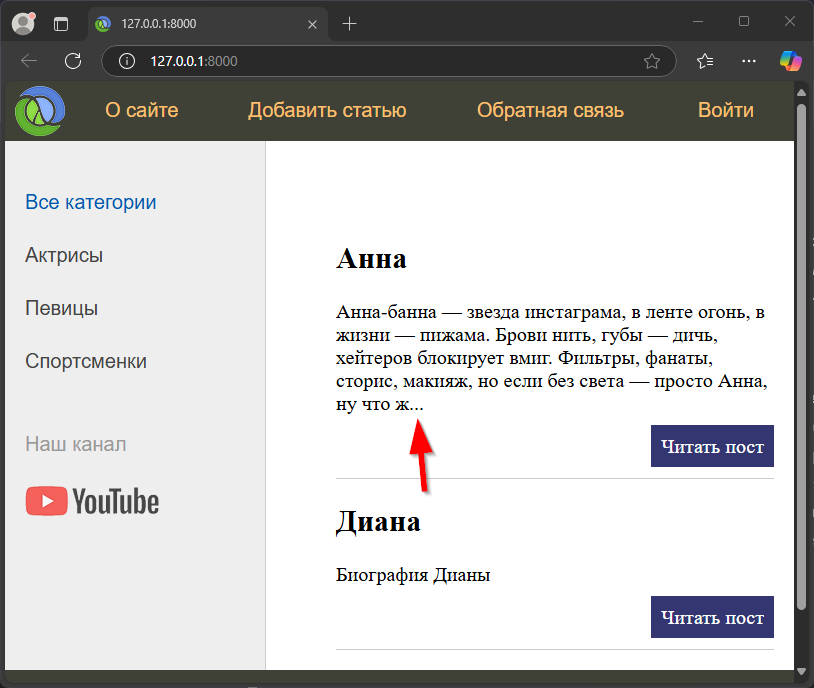 127.0.0.1:8000
127.0.0.1:8000
О сайте Добавить статью Обратная связь Войти
Все категории
Актрисы
Певицы
Спортсменки
Наш канал
YouTube
Анна
Анна-банна — звезда инстаграма, в ленте огонь, в
жизни — пижама. Брови нить, губы — дичь,
хейтеров блокирует вмиг. Фильтры, фанаты,
сторис, макияж, но если без света — просто Анна,
ну что ж...
Читать пост
Диана
Биография Дианы
Читать пост